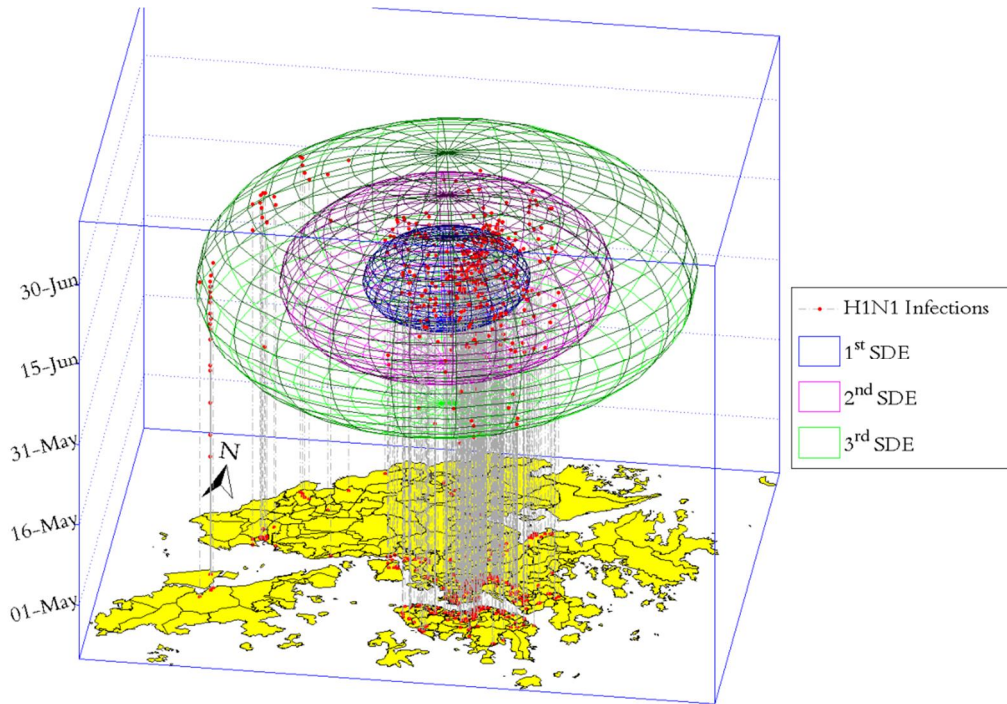 30-Jun
15-Jun
31-May
16-May
01-May
N
H1N1 Infections
1st SDE
2nd SDE
3rd SDE